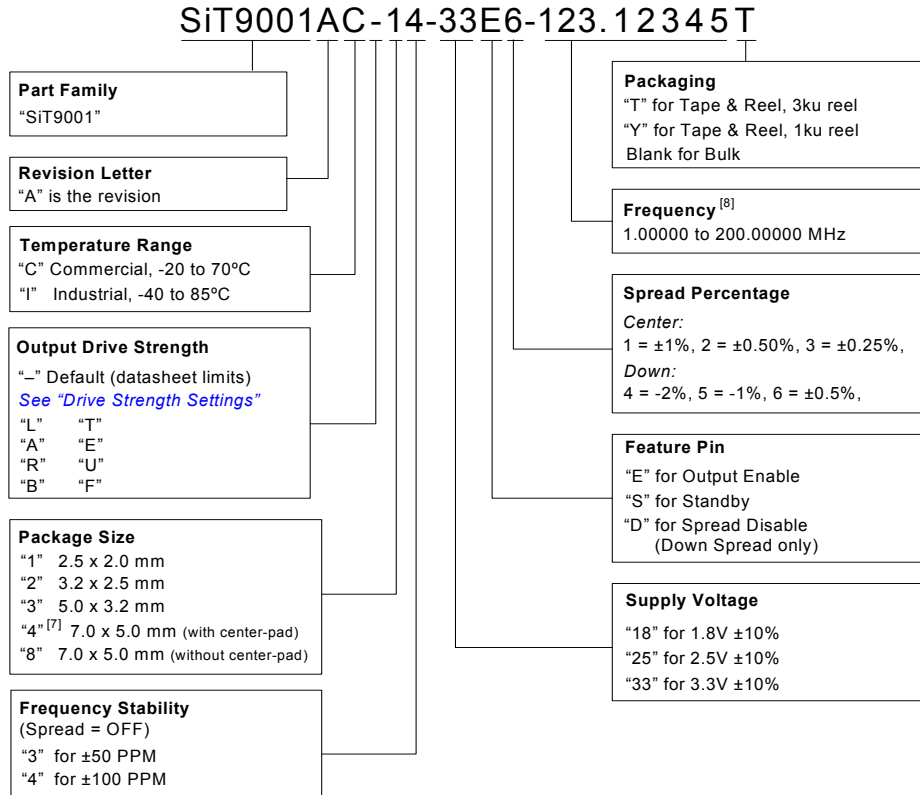 SiT9001AC-14-33E6-123.12345T
Part Family
“SiT9001”
Revision Letter
“A” is the revision
Temperature Range
“C” Commercial, -20 to 70ºC
“I” Industrial, -40 to 85ºC
Output Drive Strength
“–” Default (datasheet limits)
See “Drive Strength Settings”
“L” “T”
“A” “E”
“R” “U”
“B” “F”
Package Size
“1” 2.5 x 2.0 mm
“2” 3.2 x 2.5 mm
“3” 5.0 x 3.2 mm
“4” [7] 7.0 x 5.0 mm (with center-pad)
“8” 7.0 x 5.0 mm (without center-pad)
Frequency Stability
(Spread = OFF)
“3” for ±50 PPM
“4” for ±100 PPM
Packaging
“T” for Tape & Reel, 3ku reel
“Y” for Tape & Reel, 1ku reel
Blank for Bulk
Frequency [8]
1.00000 to 200.00000 MHz
Spread Percentage
Center:
1 = ±1%, 2 = ±0.50%, 3 = ±0.25%,
Down:
4 = -2%, 5 = -1%, 6 = ±0.5%,
Feature Pin
“E” for Output Enable
“S” for Standby
“D” for Spread Disable
(Down Spread only)
Supply Voltage
“18” for 1.8V ±10%
“25” for 2.5V ±10%
“33” for 3.3V ±10%